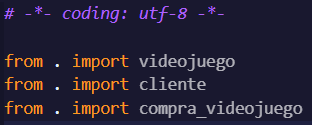 # -*- coding: utf-8 -*-
from . import videojuego
from . import cliente
from . import compra_videojuego